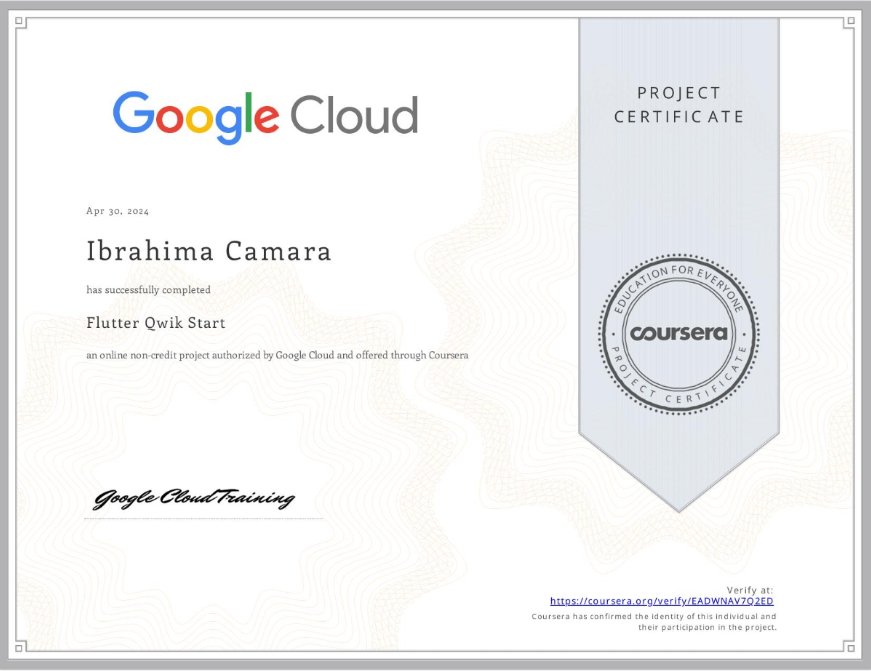 Google Cloud
PROJECT
CERTIFICATE
Apr 30, 2024
Ibrahima Camara
has successfully completed
Flutter Qwik Start
an online non-credit project authorized by Google Cloud and offered through Coursera
EDUCATION FOR EVERYONE
coursera
PROJECT CERTIFICATE
Google Cloud Training
Verify at:
https://coursera.org/verify/EADWNAV7Q2ED
Coursera has confirmed the identity of this individual and
their participation in the project.